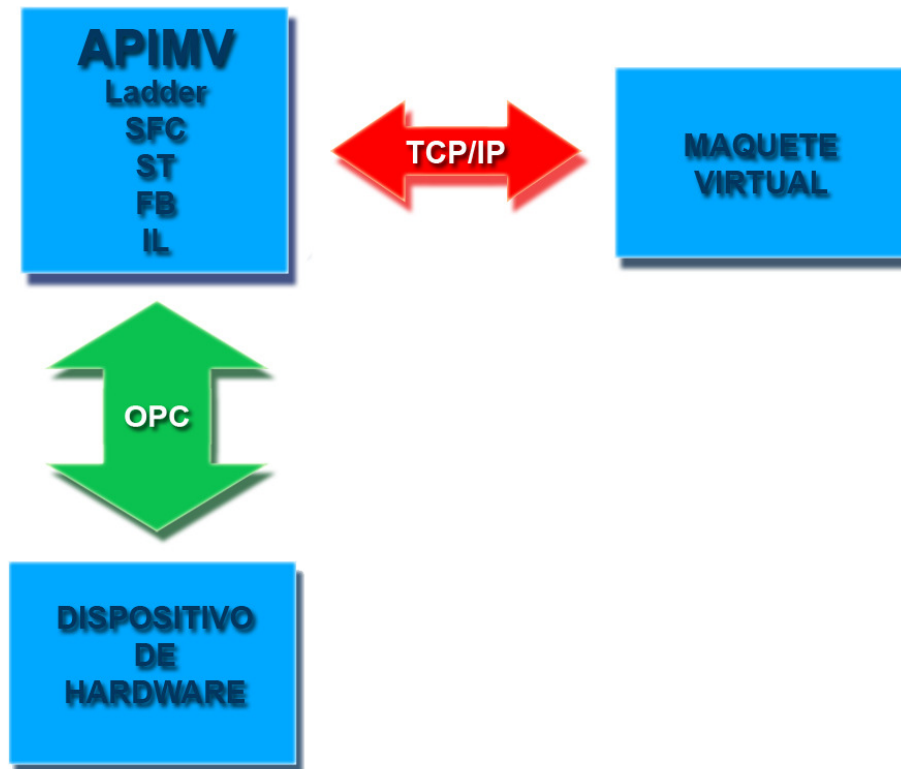 APIMV
Ladder
SFC
ST
FB
IL
TCP/IP
MAQUETE
VIRTUAL
OPC
DISPOSITIVO
DE
HARDWARE